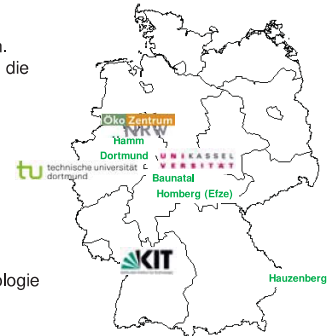 n.
die
Öko Zentrum
NRW
Hamm
Dortmund
UNIKASSEL
VERSITÄT
tu technische universität
dortmund
Baunatal
Homberg (Efze)
KIT
ologie
Hauzenberg